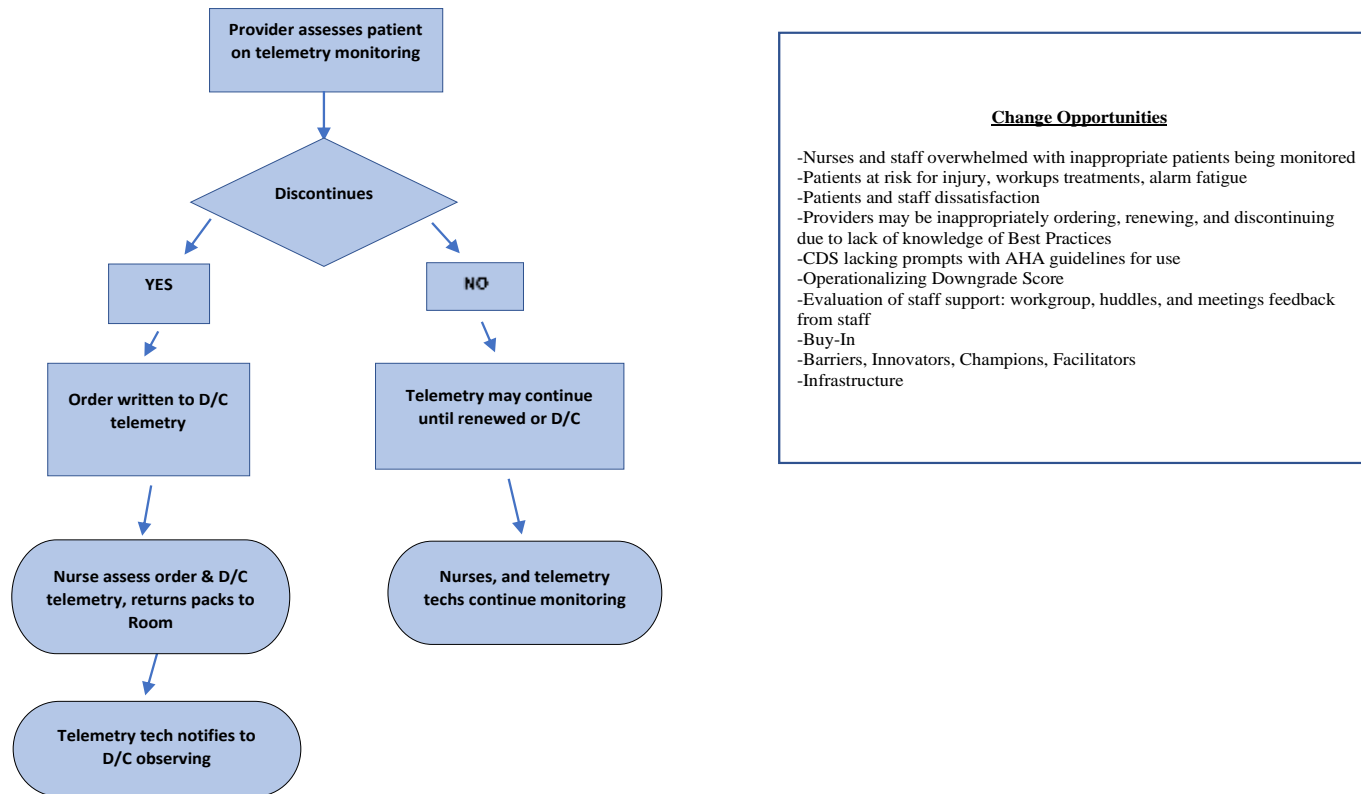 Provider assesses patient
on telemetry monitoring
Discontinues
YES
NO
Order written to D/C
telemetry
Telemetry may continue
until renewed or D/C
Nurse assess order & D/C
telemetry, returns packs to
Room
Nurses, and telemetry
techs continue monitoring
Telemetry tech notifies to
D/C observing
Change Opportunities
-Nurses and staff overwhelmed with inappropriate patients being monitored
-Patients at risk for injury, workups treatments, alarm fatigue
-Patients and staff dissatisfaction
-Providers may be inappropriately ordering, renewing, and discontinuing
due to lack of knowledge of Best Practices
-CDS lacking prompts with AHA guidelines for use
-Operationalizing Downgrade Score
-Evaluation of staff support: workgroup, huddles, and meetings feedback
from staff
-Buy-In
-Barriers, Innovators, Champions, Facilitators
-Infrastructure